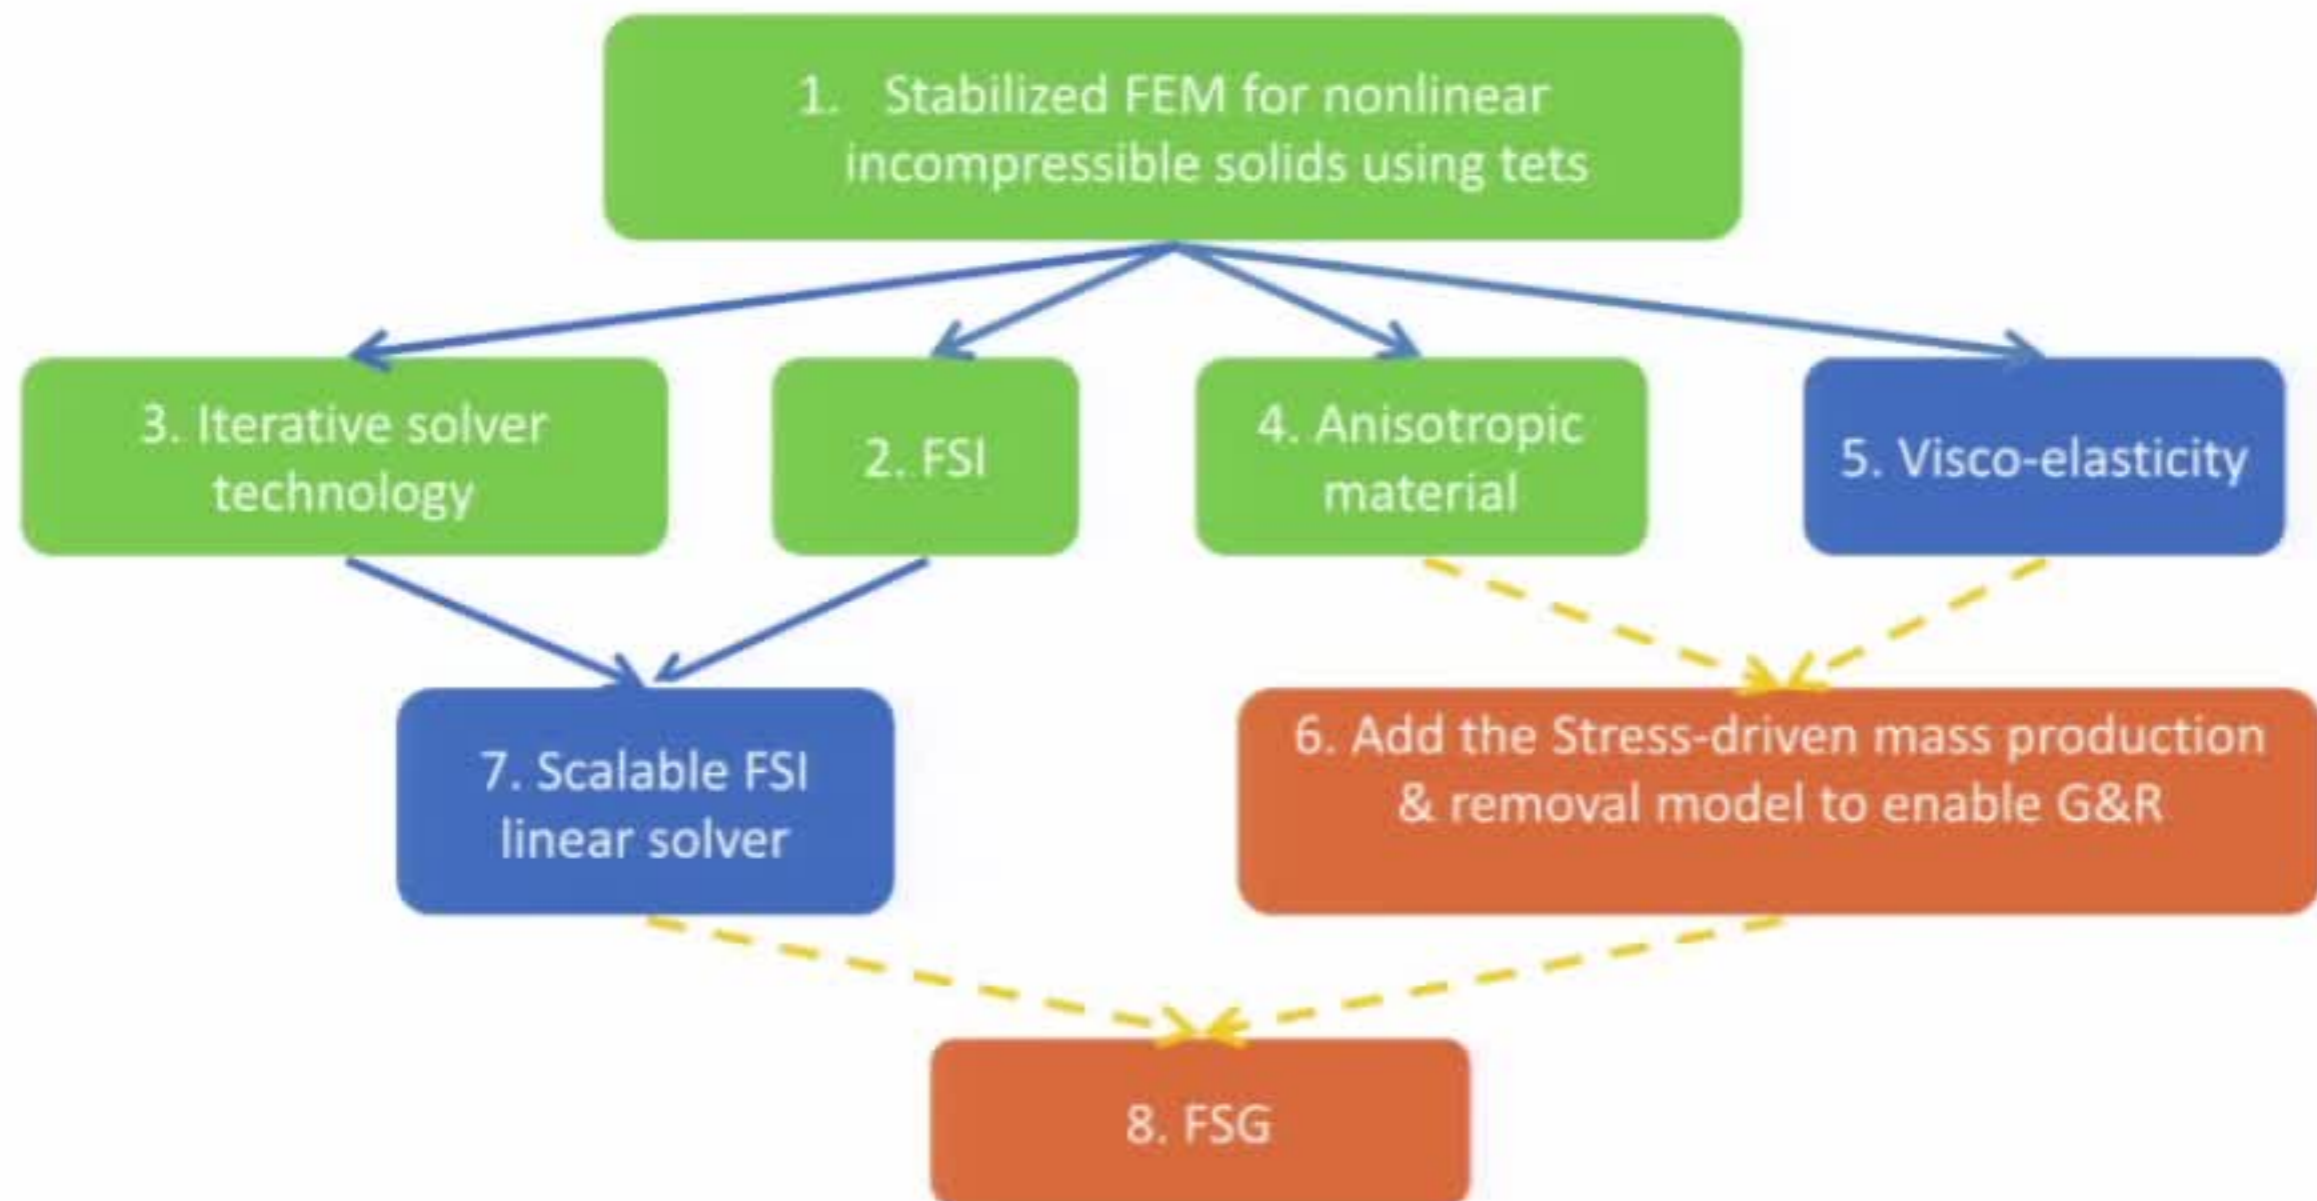 1. Stabilized FEM for nonlinear
incompressible solids using tets
3. Iterative solver
technology
2. FSI
4. Anisotropic
material
5. Visco-elasticity
7. Scalable FSI
linear solver
6. Add the Stress-driven mass production
& removal model to enable G&R
8. FSG